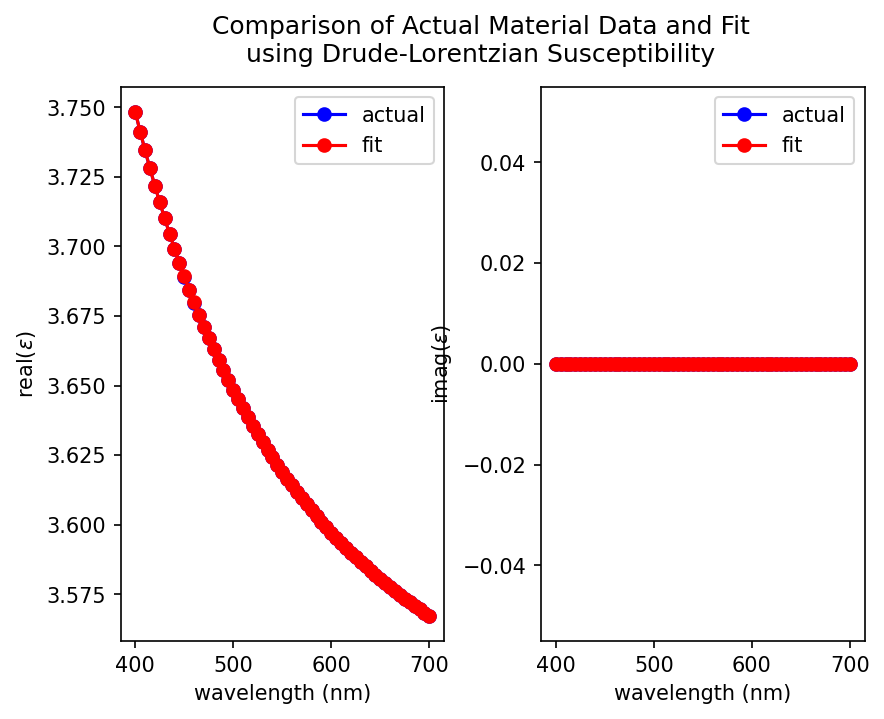 Comparison of Actual Material Data and Fit
using Drude-Lorentzian Susceptibility
real(ε)
3.750
3.725
3.700
3.675
3.650
3.625
3.600
3.575
actual
fit
400
500
600
700
wavelength (nm)
imag(ε)
0.04
0.02
0.00
−0.02
−0.04
actual
fit
400
500
600
700
wavelength (nm)